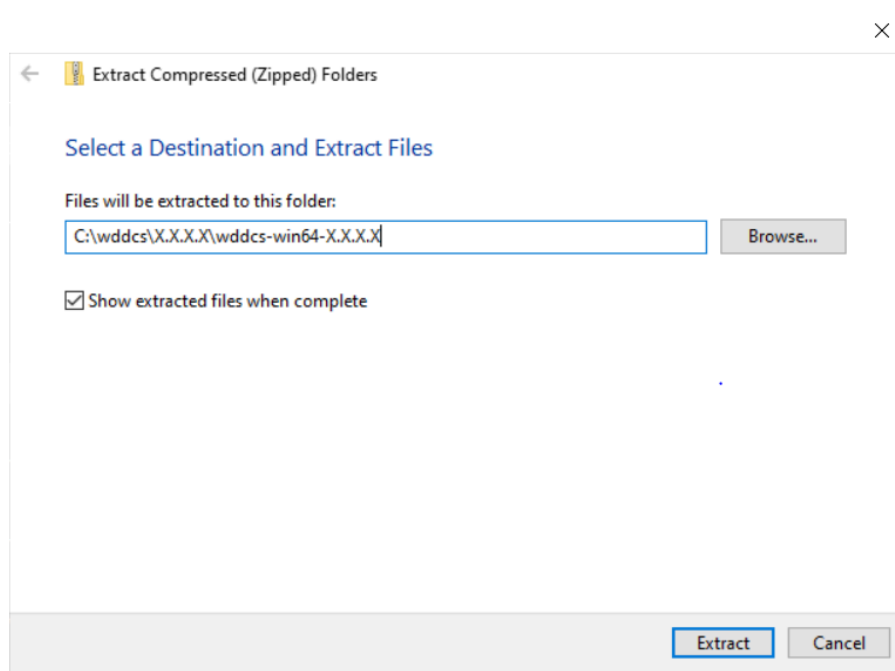 Extract Compressed (Zipped) Folders
Select a Destination and Extract Files
Files will be extracted to this folder:
C:\wddcs\X.X.X.X\wddcs-win64-X.X.X.X
Browse...
Show extracted files when complete
Extract
Cancel